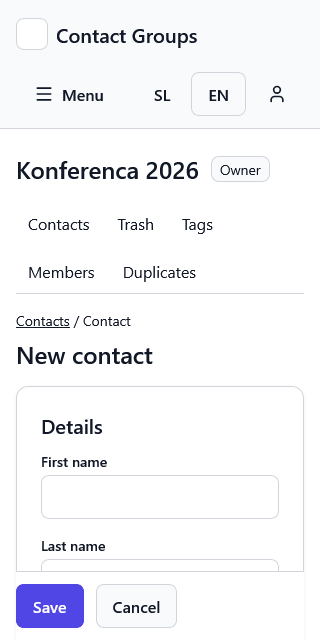 Contact Groups
Menu SL EN
Konferenca 2026 Owner
Contacts Trash Tags
Members Duplicates
Contacts / Contact
New contact
Details
First name
Last name
Save Cancel